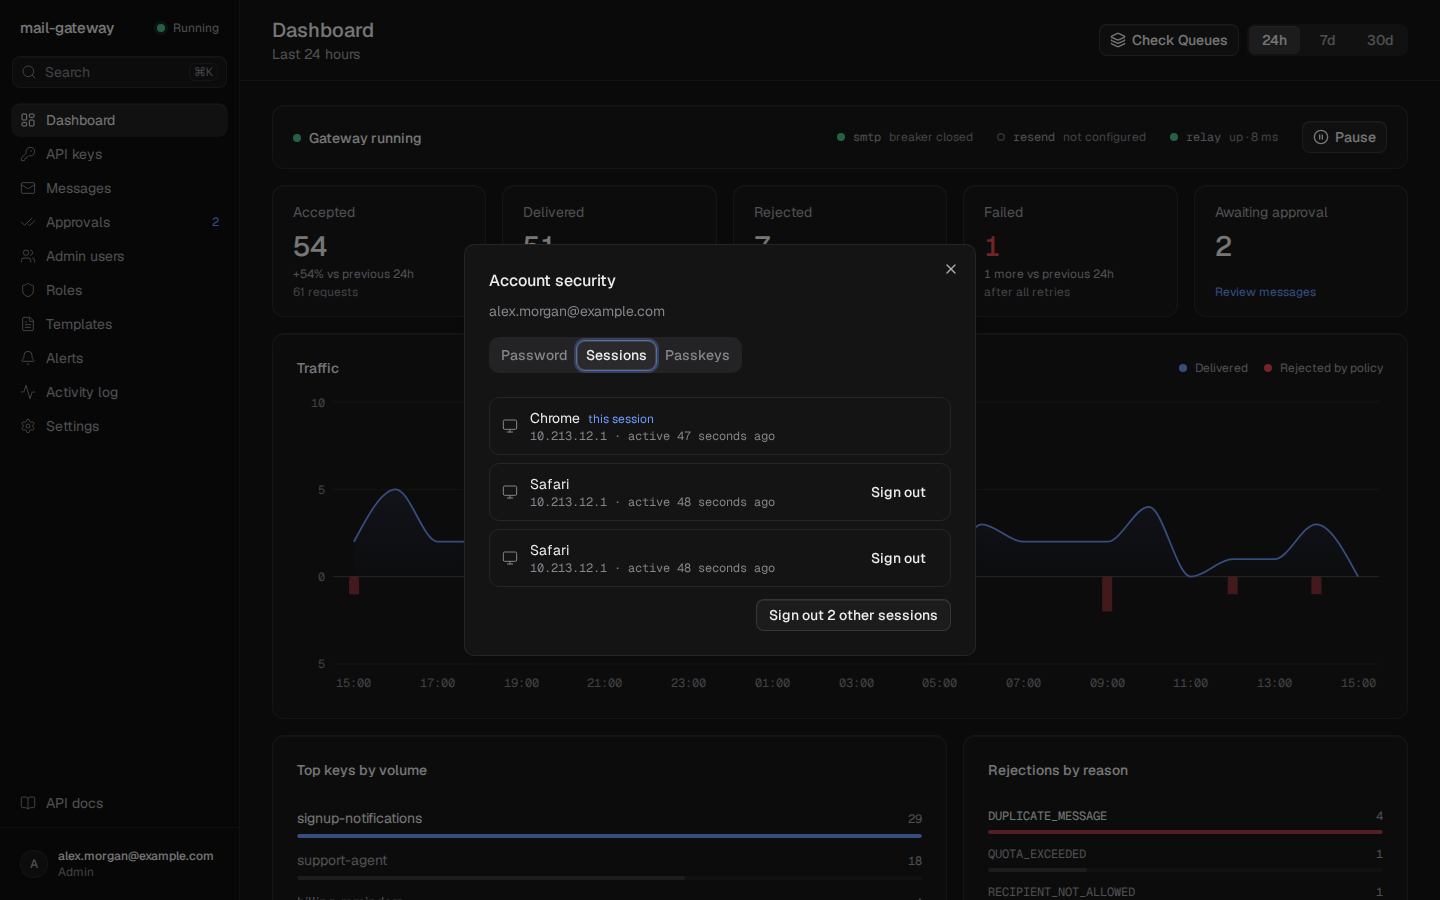 mail-gateway
Running
Search
⌘K
Dashboard
API keys
Messages
Approvals
2
Admin users
Roles
Templates
Alerts
Activity log
Settings
API docs
A
alex.morgan@example.com
Admin
Dashboard
Last 24 hours
Check Queues
24h
7d
30d
Gateway running
smtp breaker closed
resend not configured
relay up · 8 ms
Pause
Accepted
54
+54% vs previous 24h
61 requests
Delivered
51
Rejected
7
Failed
1
1 more vs previous 24h
after all retries
Awaiting approval
2
Review messages
Account security
alex.morgan@example.com
Password
Sessions
Passkeys
Chrome this session
10.213.12.1 · active 47 seconds ago
Safari
10.213.12.1 · active 48 seconds ago
Sign out
Safari
10.213.12.1 · active 48 seconds ago
Sign out
Sign out 2 other sessions
Traffic
Delivered
Rejected by policy
10
5
0
5
15:00
17:00
19:00
21:00
23:00
01:00
03:00
05:00
07:00
09:00
11:00
13:00
15:00
Top keys by volume
signup-notifications
29
support-agent
18
Rejections by reason
DUPLICATE_MESSAGE
4
QUOTA_EXCEEDED
1
RECIPIENT_NOT_ALLOWED
1